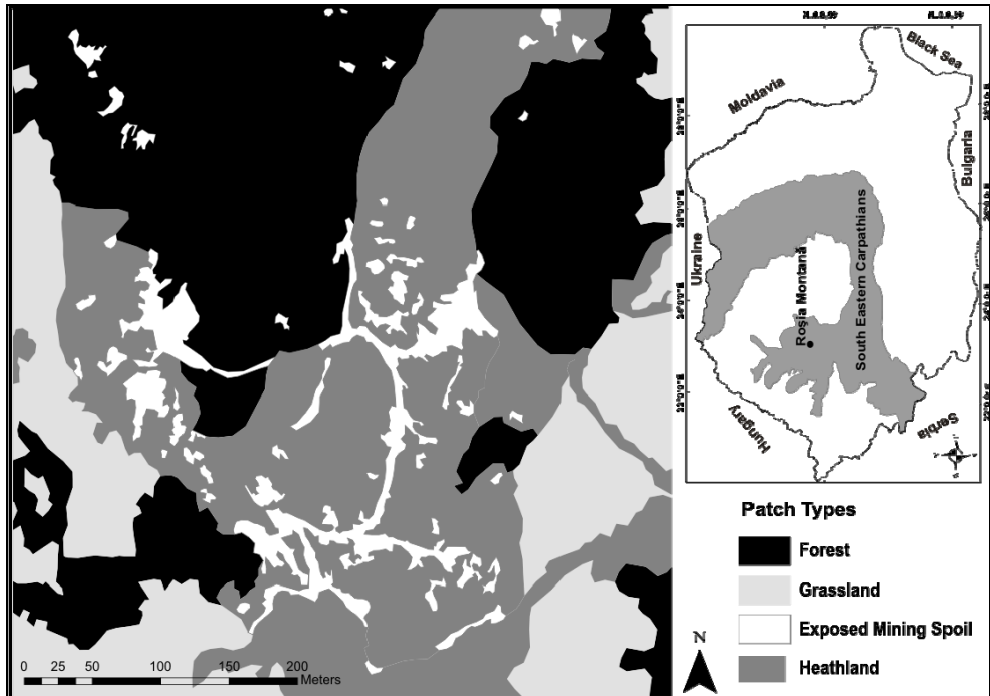 Black Sea
Moldavia
Bulgaria
Ukraine
Roşia Montană
South Eastern Carpathians
Hungary
Serbia
Patch Types
Forest
Grassland
Exposed Mining Spoil
Heathland
N
0 25 50 100 150 200
Meters